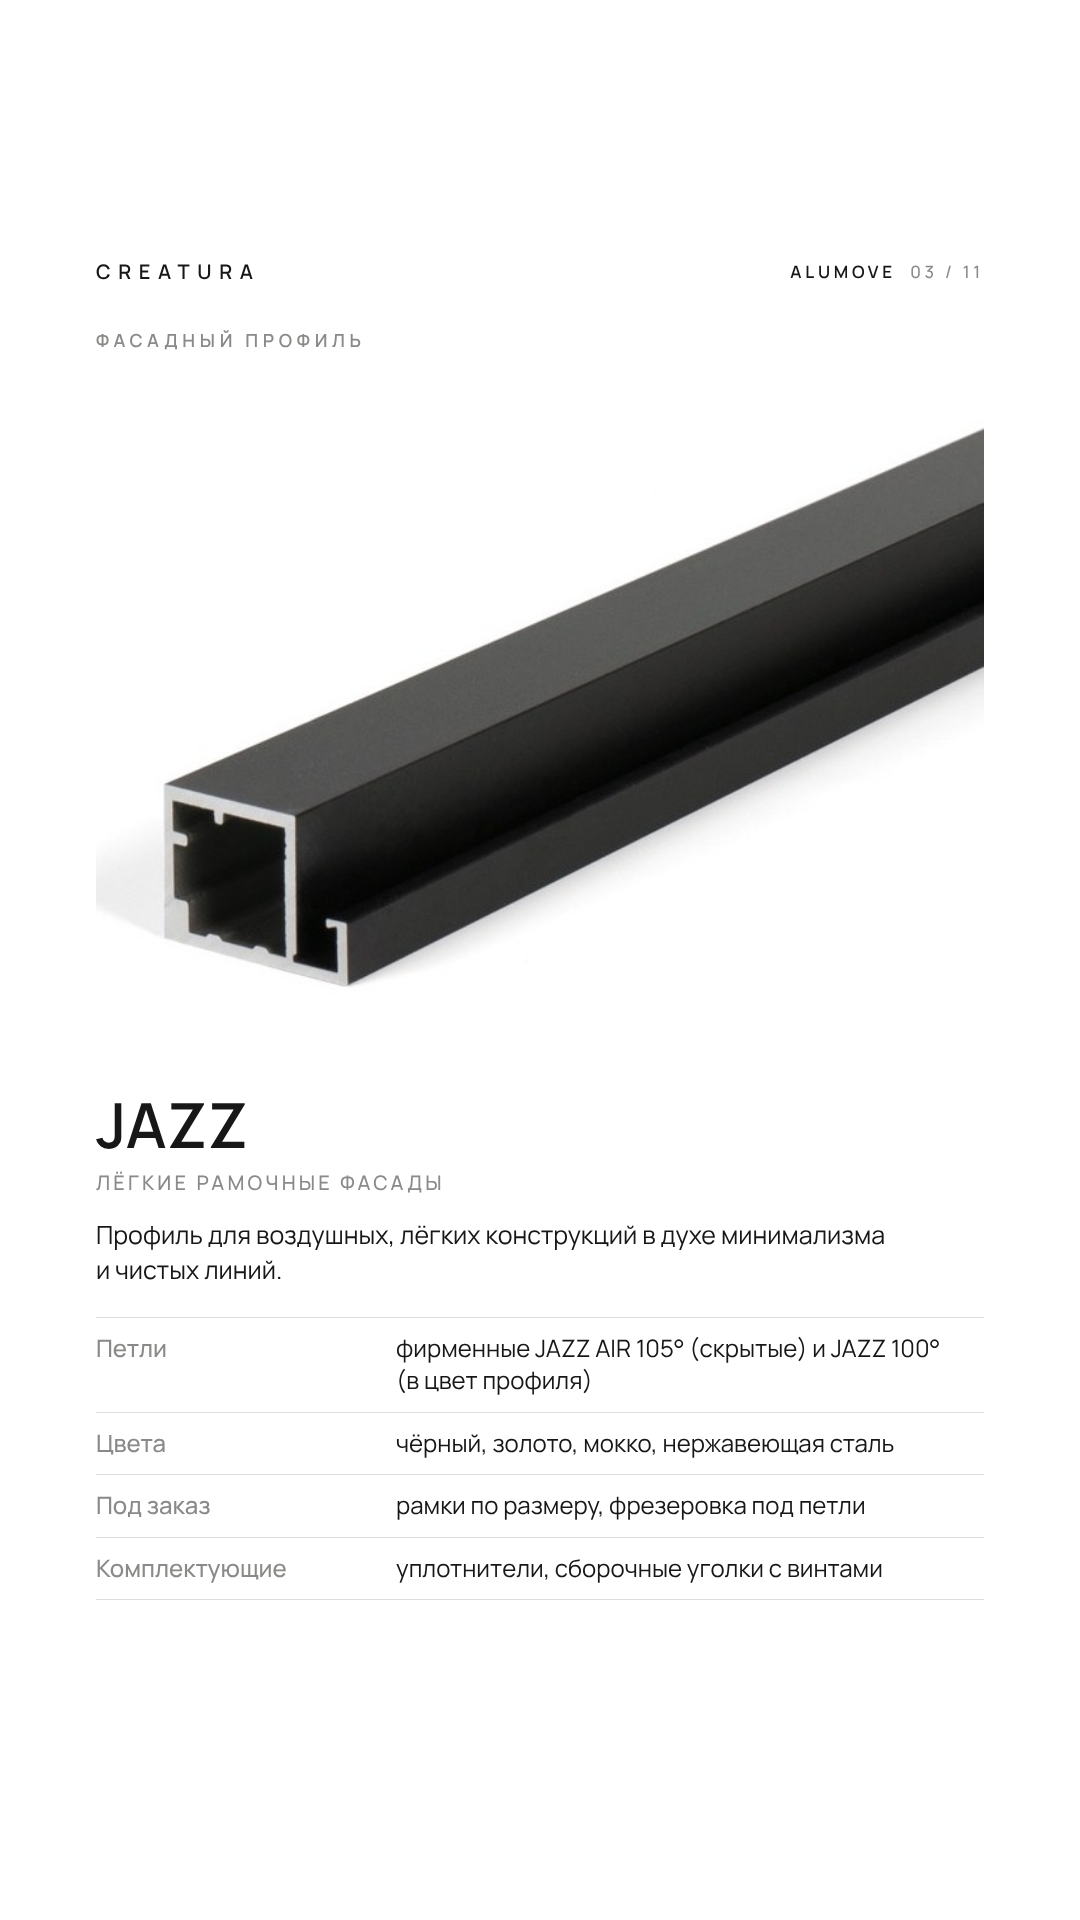 CREATURA
ALUMOVE 03 / 11
ФАСАДНЫЙ ПРОФИЛЬ
JAZZ
ЛЁГКИЕ РАМОЧНЫЕ ФАСАДЫ
Профиль для воздушных, лёгких конструкций в духе минимализма
и чистых линий.
Петли
фирменные JAZZ AIR 105° (скрытые) и JAZZ 100°
(в цвет профиля)
Цвета
чёрный, золото, мокко, нержавеющая сталь
Под заказ
рамки по размеру, фрезеровка под петли
Комплектующие
уплотнители, сборочные уголки с винтами